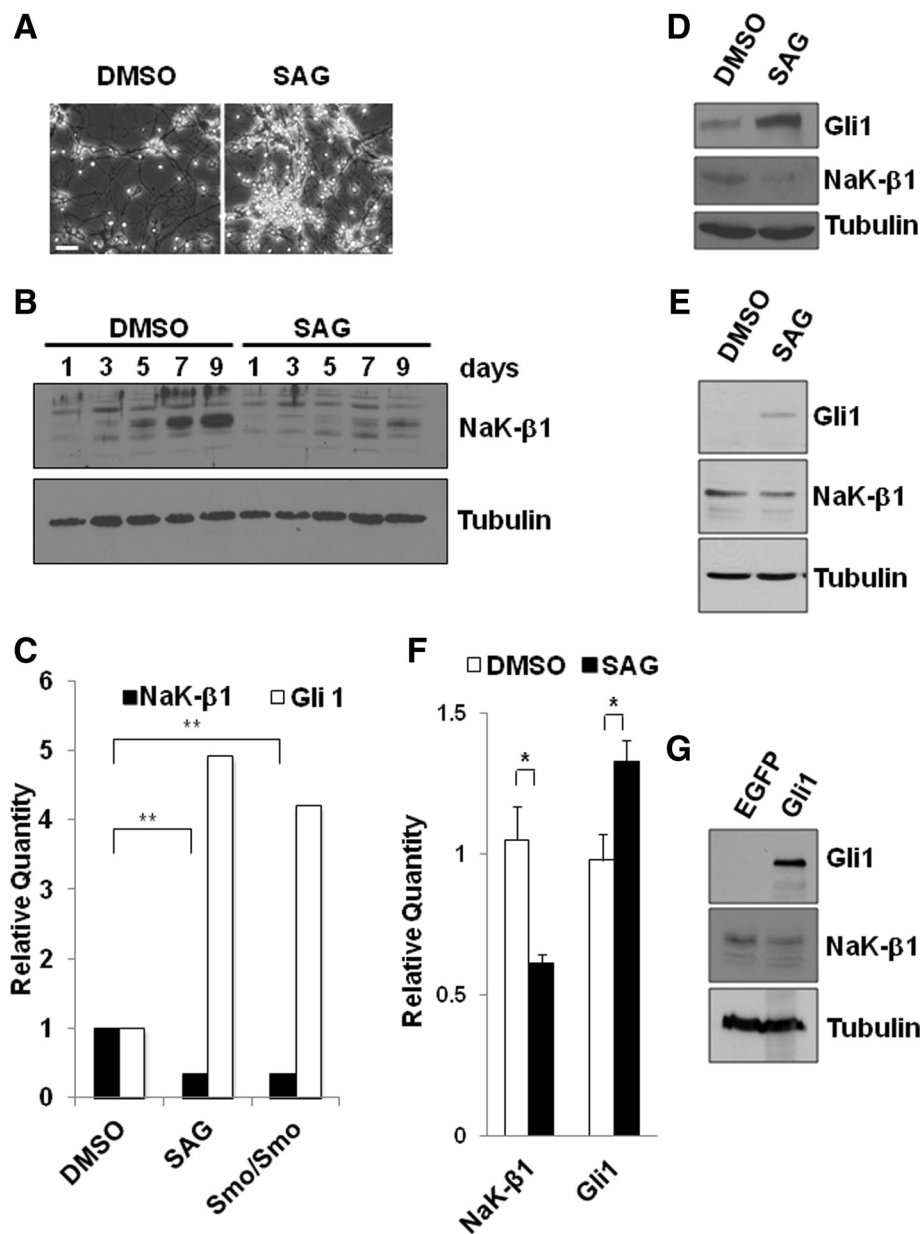 A
DMSO SAG
B
DMSO SAG
1 3 5 7 9 1 3 5 7 9 days
NaK-β1
Tubulin
C
NaK-β1 Gli 1
Relative Quantity
6
5
4
3
2
1
0
**
**
DMSO
SAG
Smo/Smo
D
DMSO
SAG
Gli1
NaK-β1
Tubulin
E
DMSO
SAG
Gli1
NaK-β1
Tubulin
F
DMSO SAG
Relative Quantity
1.5
1
0.5
0
*
*
NaK-β1
Gli1
G
EGFP
Gli1
Gli1
NaK-β1
Tubulin